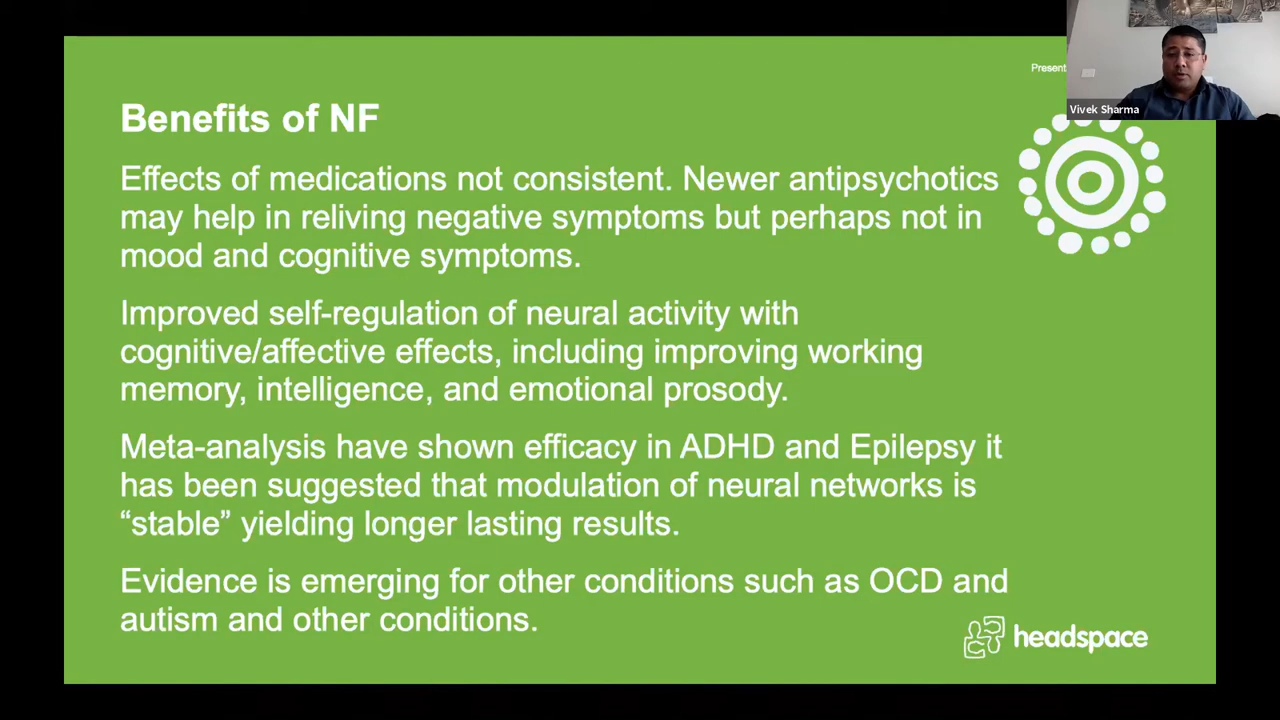 Present
Vivek Sharma
Benefits of NF
Effects of medications not consistent. Newer antipsychotics
may help in reliving negative symptoms but perhaps not in
mood and cognitive symptoms.
Improved self-regulation of neural activity with
cognitive/affective effects, including improving working
memory, intelligence, and emotional prosody.
Meta-analysis have shown efficacy in ADHD and Epilepsy it
has been suggested that modulation of neural networks is
“stable” yielding longer lasting results.
Evidence is emerging for other conditions such as OCD and
autism and other conditions.
headspace